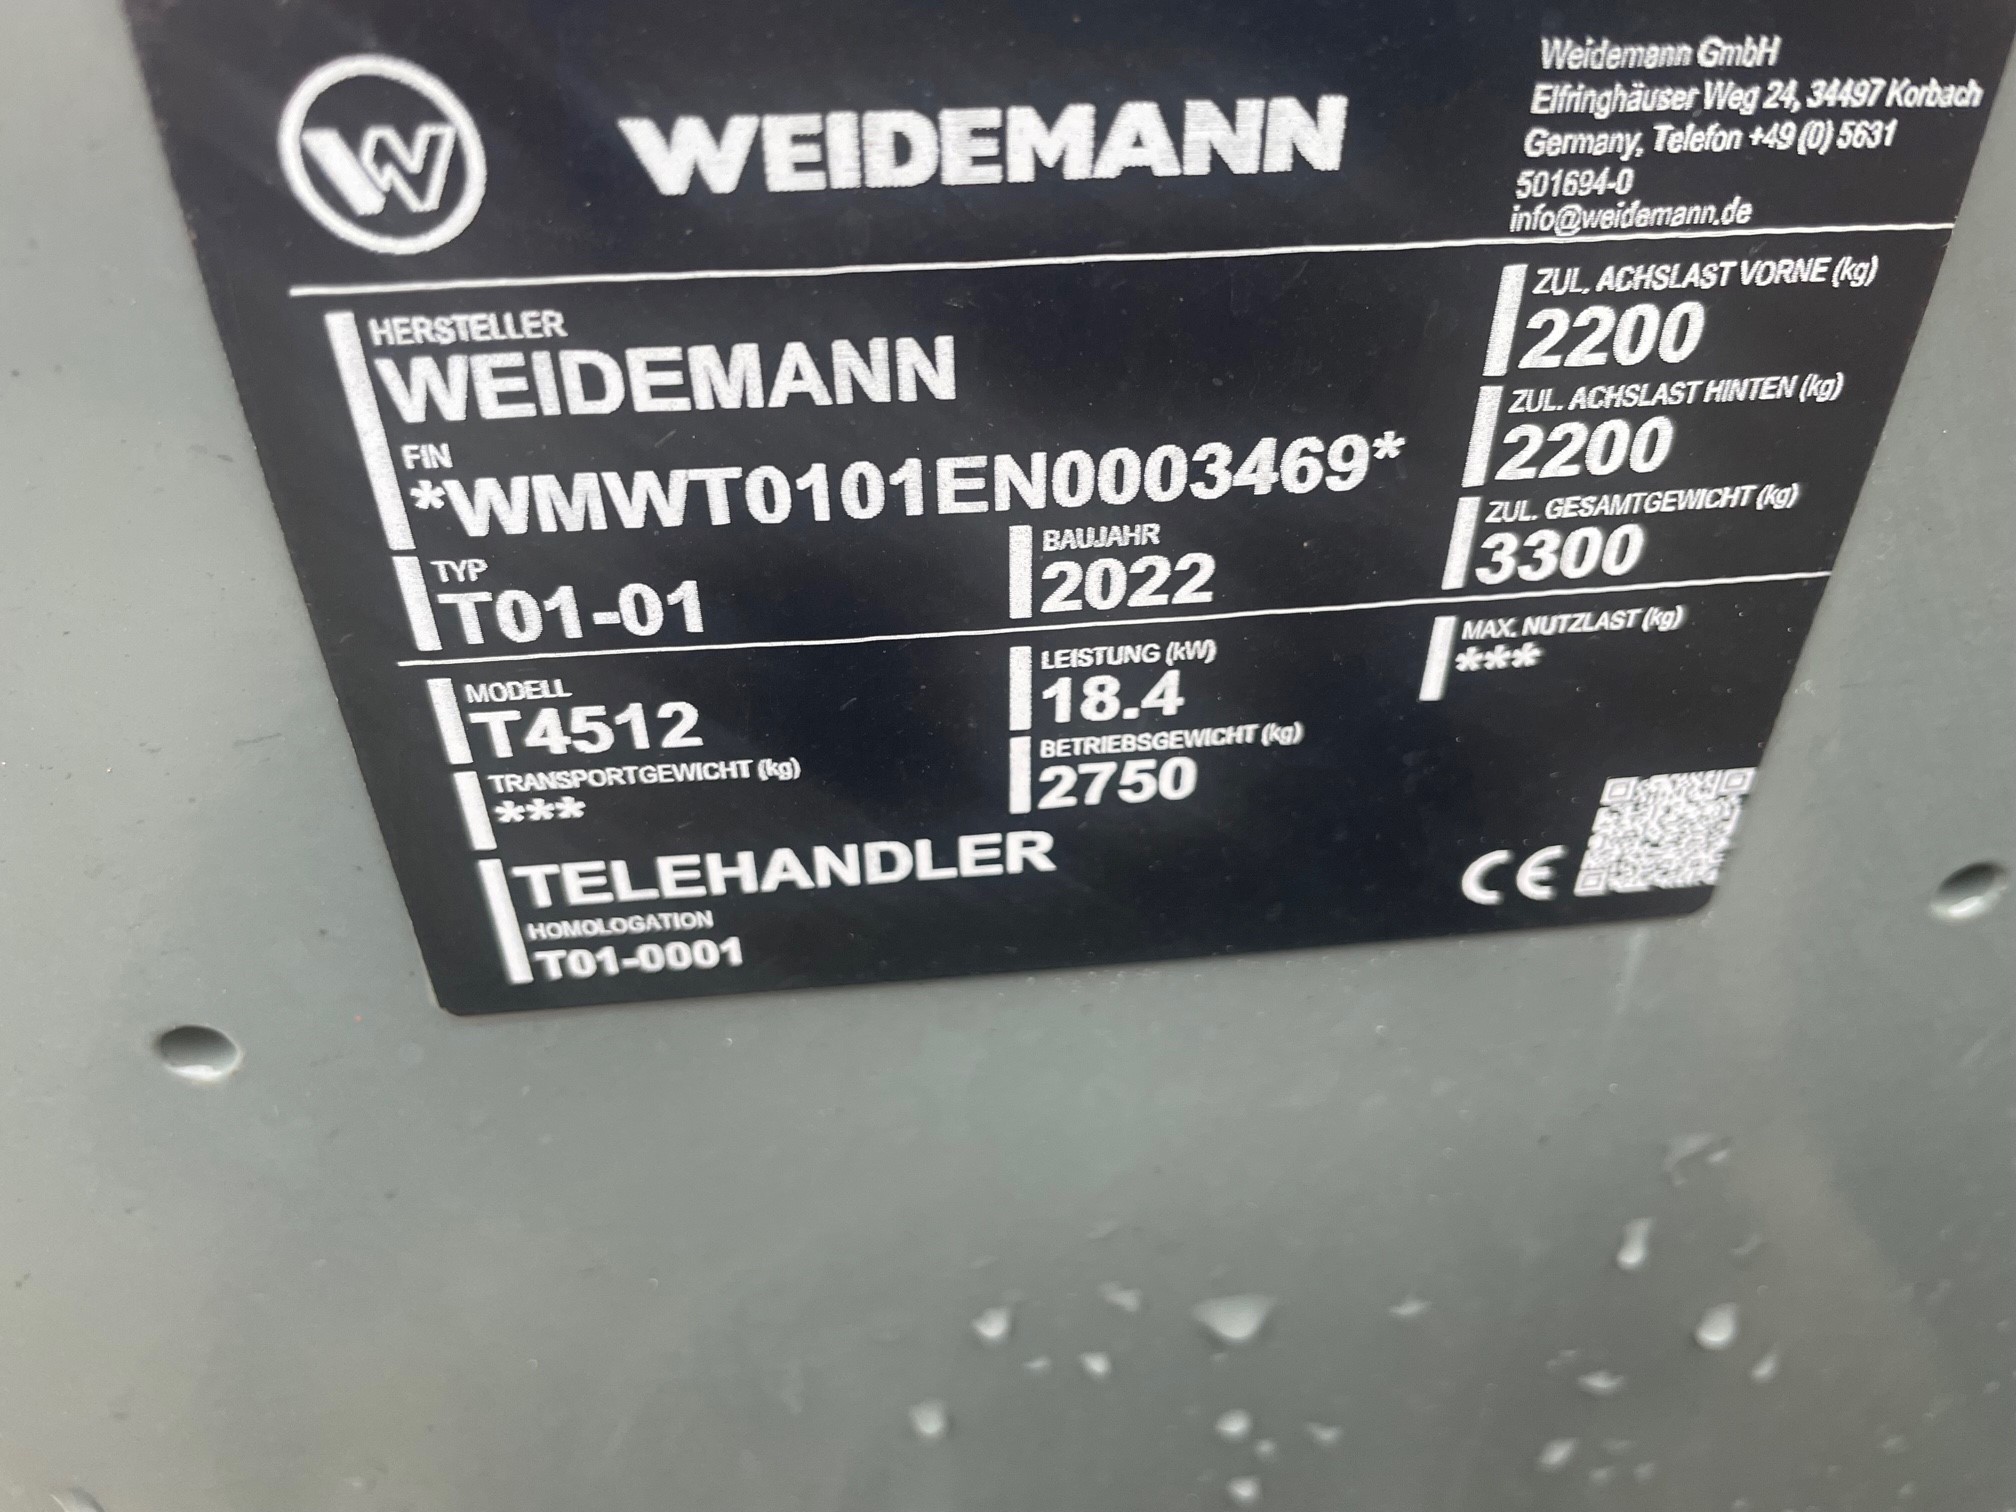 W WEIDEMANN
Weidemann GmbH
Elfringhäuser Weg 24, 34497 Korbach
Germany, Telefon +49 (0) 5631
501694-0
info@weidemann.de
HERSTELLER
WEIDEMANN
FIN
*WMWT0101EN0003469*
TYP
T01-01
BAUJAHR
2022
ZUL. ACHSLAST VORNE (kg)
2200
ZUL. ACHSLAST HINTEN (kg)
2200
ZUL. GESAMTGEWICHT (kg)
3300
MODELL
T4512
LEISTUNG (kW)
18.4
MAX. NUTZLAST (kg)
***
TRANSPORTGEWICHT (kg)
***
BETRIEBSGEWICHT (kg)
2750
TELEHANDLER
HOMOLOGATION
T01-0001
CE